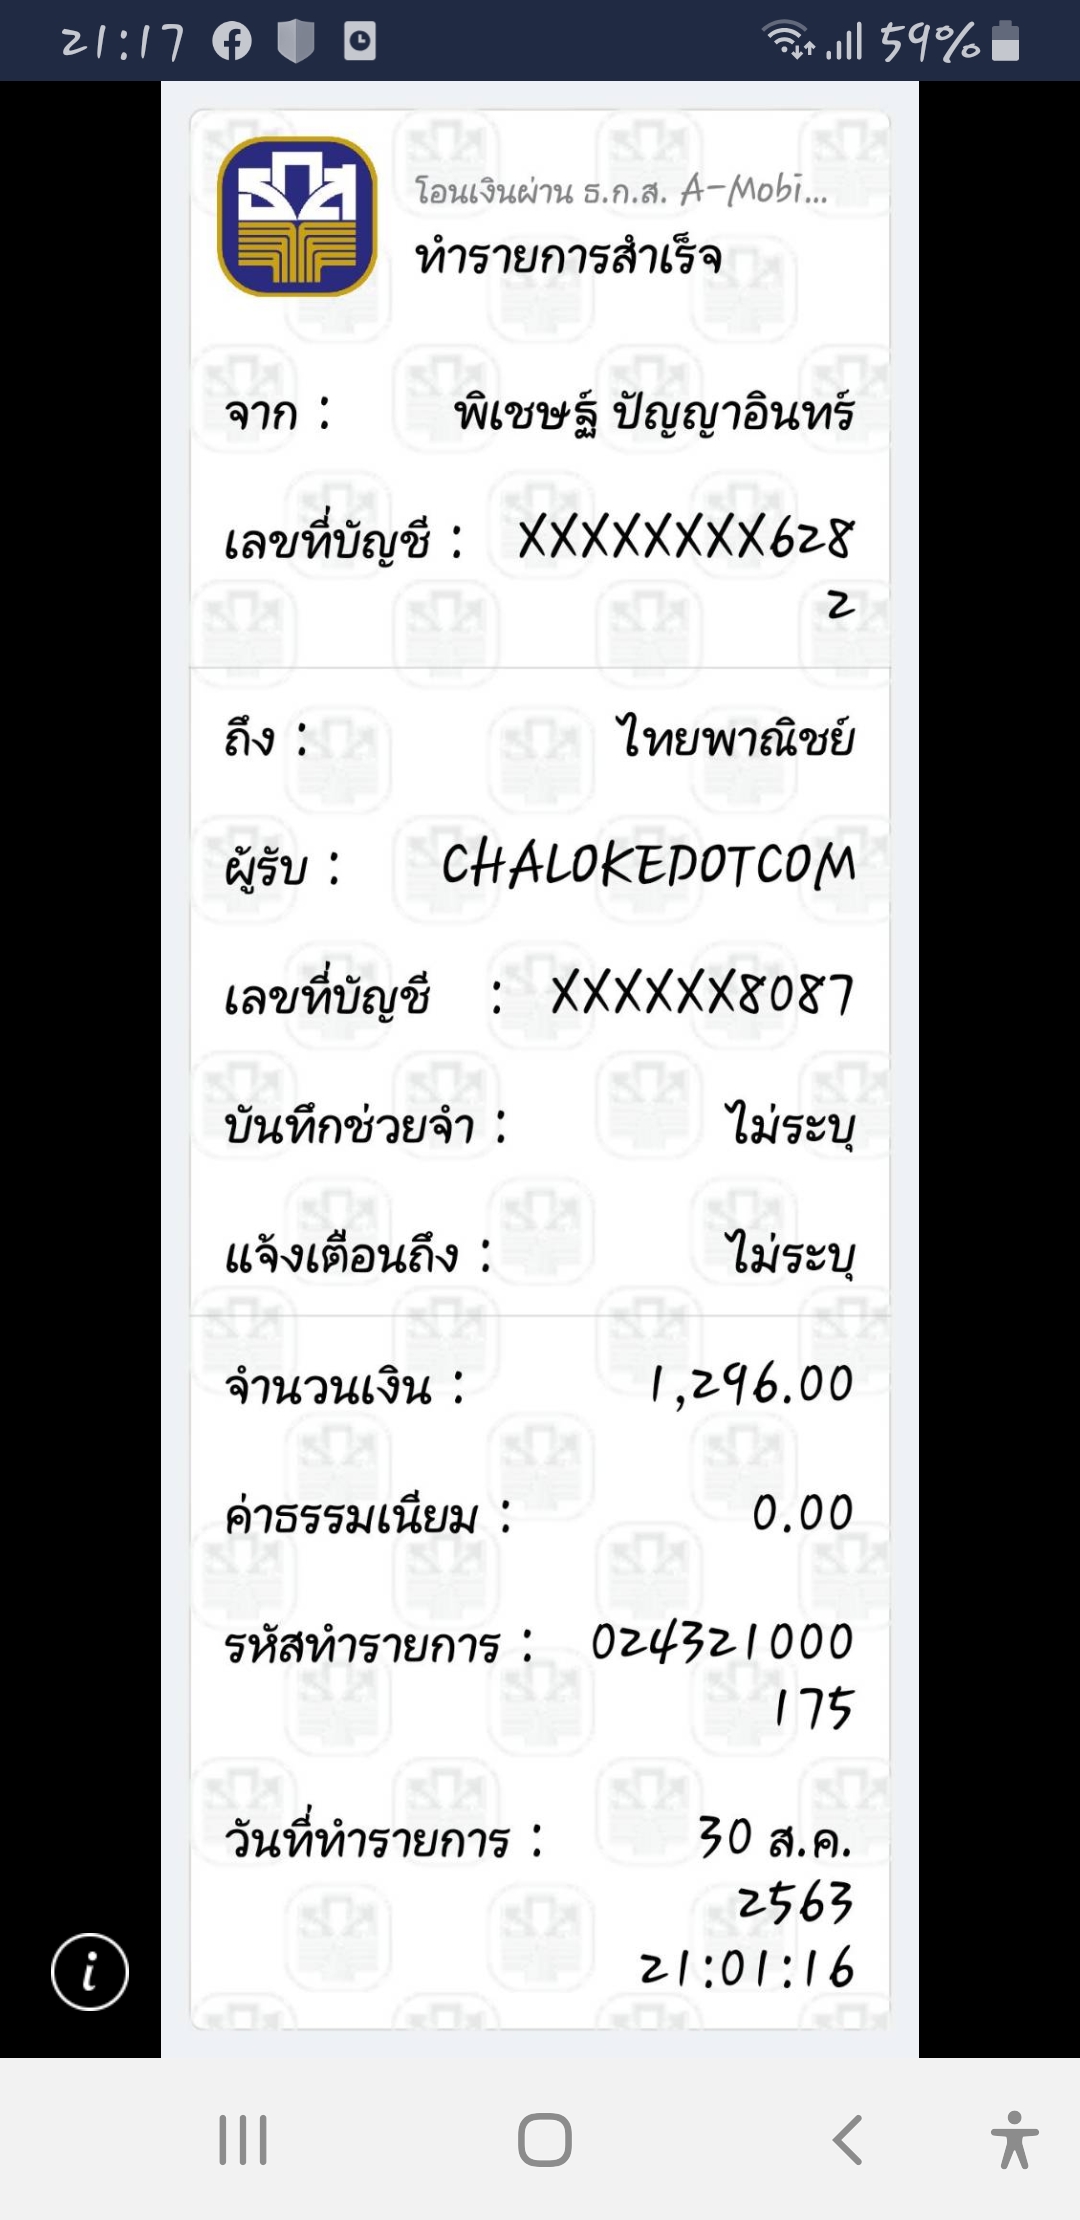 21:17 59%
ธกส
โอนเงินผ่าน ธ.ก.ส. A-Mobi...
ทำรายการสำเร็จ
จาก : พิเชษฐ์ ปัญญาอินทร์
เลขที่บัญชี : XXXXXXXX628
2
ถึง : ไทยพาณิชย์
ผู้รับ : CHALOKEDOTCOM
เลขที่บัญชี : XXXXXX8087
บันทึกช่วยจำ : ไม่ระบุ
แจ้งเตือนถึง : ไม่ระบุ
จำนวนเงิน : 1,296.00
ค่าธรรมเนียม : 0.00
รหัสทำรายการ : 024321000
175
วันที่ทำรายการ : 30 ส.ค.
2563
21:01:16
i